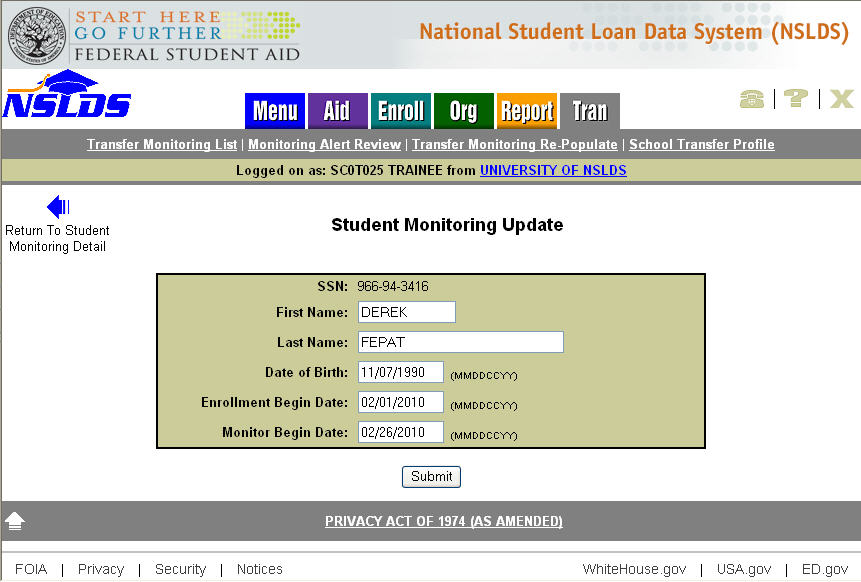 START HERE
GO FURTHER
FEDERAL STUDENT AID
National Student Loan Data System (NSLDS)
NSLDS
Menu Aid Enroll Org Report Tran
?
X
Transfer Monitoring List | Monitoring Alert Review | Transfer Monitoring Re-Populate | School Transfer Profile
Logged on as: SC0T025 TRAINEE from UNIVERSITY OF NSLDS
Return To Student
Monitoring Detail
Student Monitoring Update
SSN: 966-94-3416
First Name: DEREK
Last Name: FEPAT
Date of Birth: 11/07/1990 (MMDDCCYY)
Enrollment Begin Date: 02/01/2010 (MMDDCCYY)
Monitor Begin Date: 02/26/2010 (MMDDCCYY)
Submit
PRIVACY ACT OF 1974 (AS AMENDED)
FOIA | Privacy | Security | Notices
WhiteHouse.gov | USA.gov | ED.gov